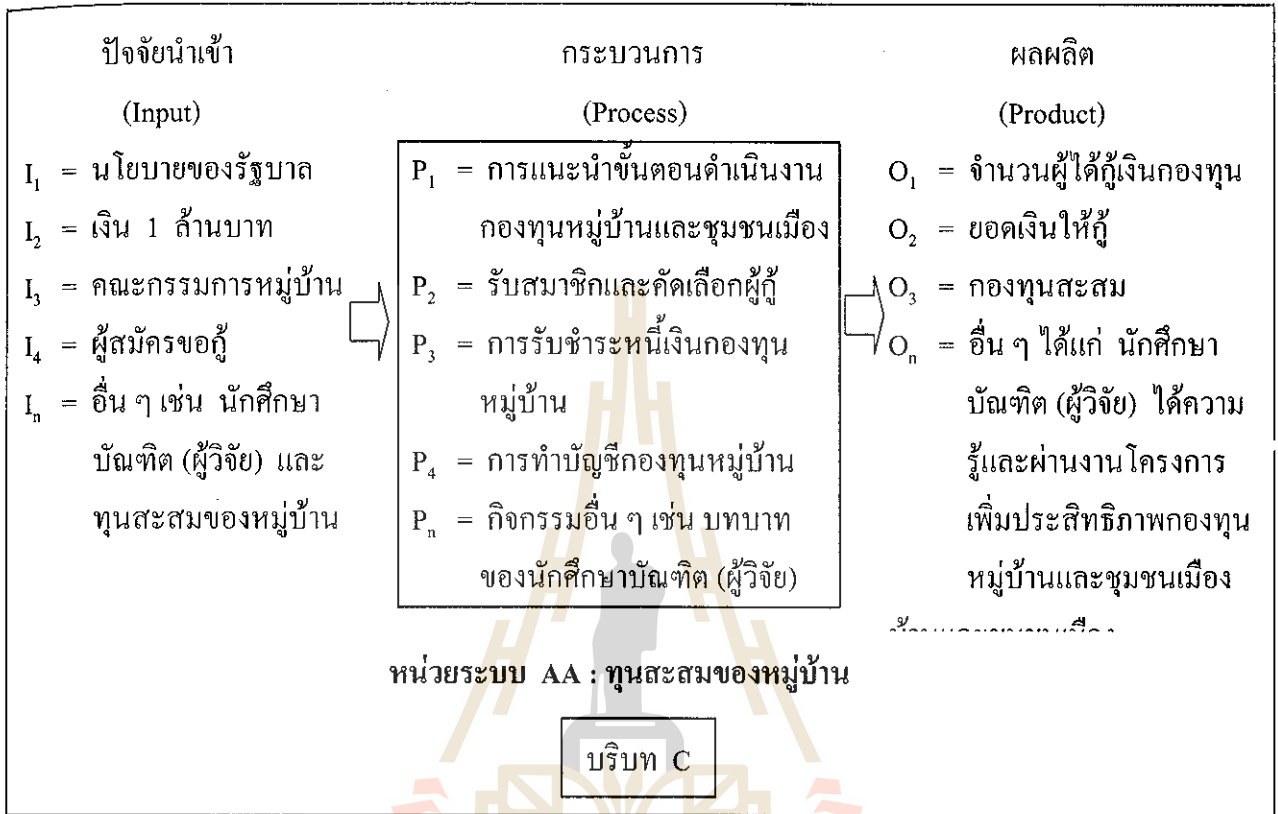 ปัจจัยนำเข้า
(Input)
I1 = นโยบายของรัฐบาล
I2 = เงิน 1 ล้านบาท
I3 = คณะกรรมการหมู่บ้าน
I4 = ผู้สมัครขอกู้
In = อื่น ๆ เช่น นักศึกษา
บัณฑิต (ผู้วิจัย) และ
ทุนสะสมของหมู่บ้าน
กระบวนการ
(Process)
P1 = การแนะนำขั้นตอนดำเนินงาน
กองทุนหมู่บ้านและชุมชนเมือง
P2 = รับสมาชิกและคัดเลือกผู้กู้
P3 = การรับชำระหนี้เงินกองทุน
หมู่บ้าน
P4 = การทำบัญชีกองทุนหมู่บ้าน
Pn = กิจกรรมอื่น ๆ เช่น บทบาท
ของนักศึกษาบัณฑิต (ผู้วิจัย)
ผลผลิต
(Product)
O1 = จำนวนผู้ได้กู้เงินกองทุน
O2 = ยอดเงินให้กู้
O3 = กองทุนสะสม
On = อื่น ๆ ได้แก่ นักศึกษา
บัณฑิต (ผู้วิจัย) ได้ความ
รู้และผ่านงานโครงการ
เพิ่มประสิทธิภาพกองทุน
หมู่บ้านและชุมชนเมือง
หน่วยระบบ AA : ทุนสะสมของหมู่บ้าน
บริบท C